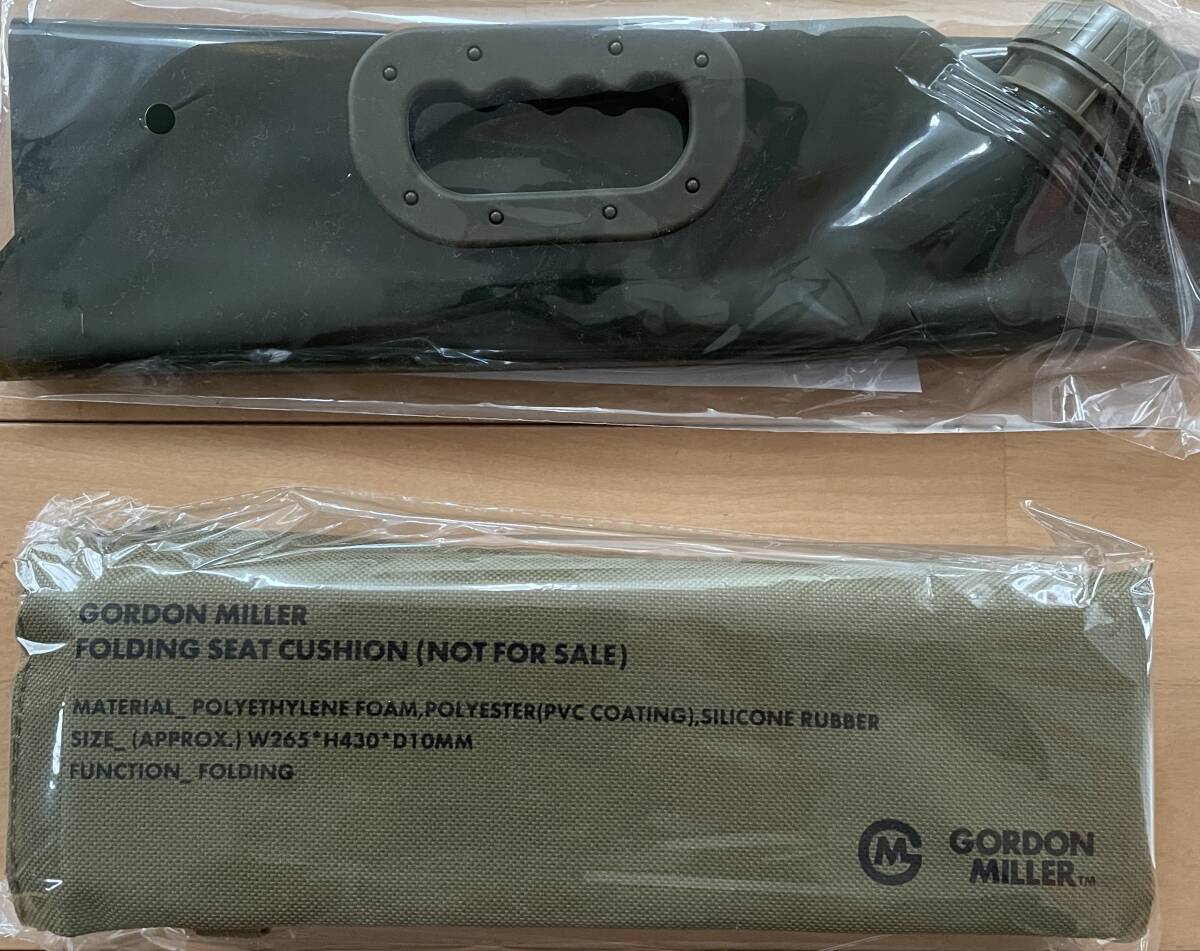 GORDON MILLER
FOLDING SEAT CUSHION (NOT FOR SALE)
MATERIAL_ POLYETHYLENE FOAM,POLYESTER(PVC COATING),SILICONE RUBBER
SIZE_ (APPROX.) W265*H430*D10MM
FUNCTION_ FOLDING
GM
GORDON
MILLER™